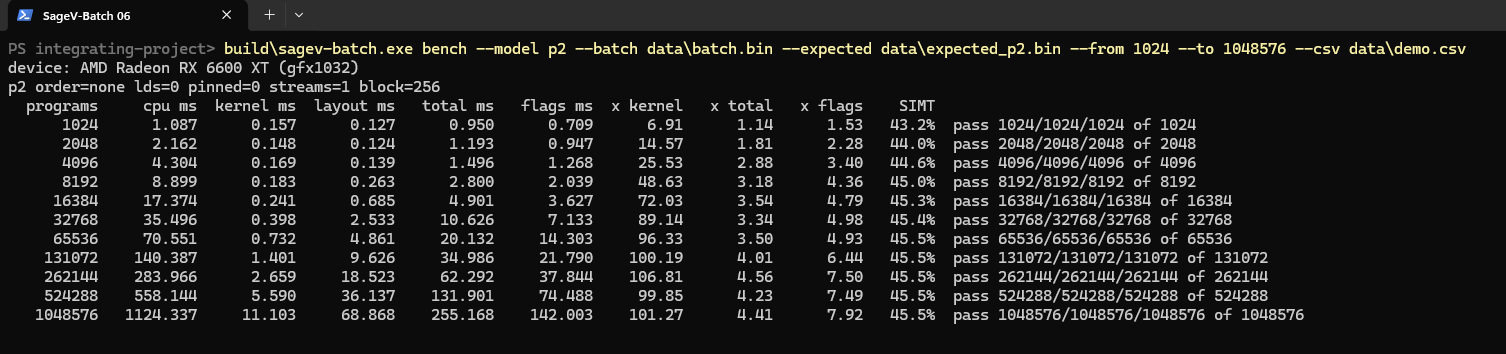 SageV-Batch 06
PS integrating-project> build\sagev-batch.exe bench --model p2 --batch data\batch.bin --expected data\expected_p2.bin --from 1024 --to 1048576 --csv data\demo.csv
device: AMD Radeon RX 6600 XT (gfx1032)
p2 order=none lds=0 pinned=0 streams=1 block=256
programs cpu ms kernel ms layout ms total ms flags ms x kernel x total x flags SIMT
1024 1.087 0.157 0.127 0.950 0.709 6.91 1.14 1.53 43.2% pass 1024/1024/1024 of 1024
2048 2.162 0.148 0.124 1.193 0.947 14.57 1.81 2.28 44.0% pass 2048/2048/2048 of 2048
4096 4.304 0.169 0.139 1.496 1.268 25.53 2.88 3.40 44.6% pass 4096/4096/4096 of 4096
8192 8.899 0.183 0.263 2.800 2.039 48.63 3.18 4.36 45.0% pass 8192/8192/8192 of 8192
16384 17.374 0.241 0.685 4.901 3.627 72.03 3.54 4.79 45.3% pass 16384/16384/16384 of 16384
32768 35.496 0.398 2.533 10.626 7.133 89.14 3.34 4.98 45.4% pass 32768/32768/32768 of 32768
65536 70.551 0.732 4.861 20.132 14.303 96.33 3.50 4.93 45.5% pass 65536/65536/65536 of 65536
131072 140.387 1.401 9.626 34.986 21.790 100.19 4.01 6.44 45.5% pass 131072/131072/131072 of 131072
262144 283.966 2.659 18.523 62.292 37.844 106.81 4.56 7.50 45.5% pass 262144/262144/262144 of 262144
524288 558.144 5.590 36.137 131.901 74.488 99.85 4.23 7.49 45.5% pass 524288/524288/524288 of 524288
1048576 1124.337 11.103 68.868 255.168 142.003 101.27 4.41 7.92 45.5% pass 1048576/1048576/1048576 of 1048576